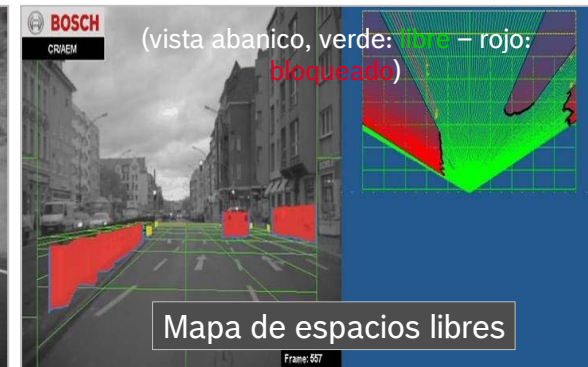 BOSCH
CR/AEM
(vista abanico, verde: libre – rojo:
bloqueado)
Mapa de espacios libres
Frame: 557